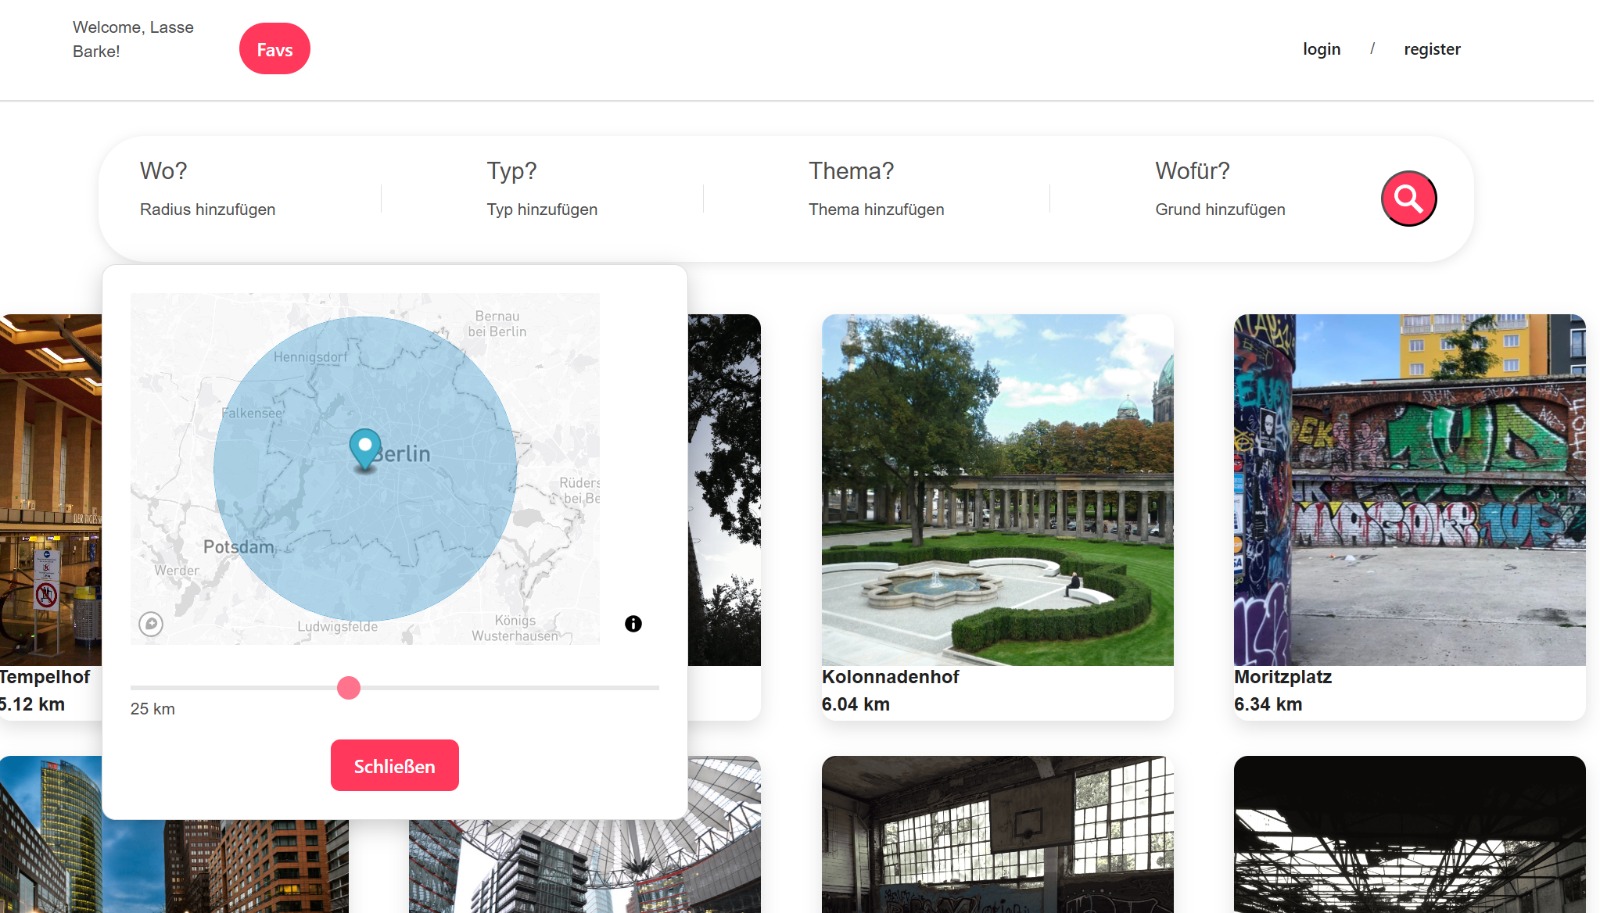 Welcome, Lasse
Barke!
Favs
login / register
Wo?
Radius hinzufügen
Typ?
Typ hinzufügen
Thema?
Thema hinzufügen
Wofür?
Grund hinzufügen
Bernau
bei Berlin
Hennigsdorf
Falkensee
Berlin
Rüders
bei Be
Potsdam
Werder
Ludwigsfelde
Königs
Wusterhausen
25 km
Schließen
Tempelhof
5.12 km
Kolonnadenhof
6.04 km
Moritzplatz
6.34 km